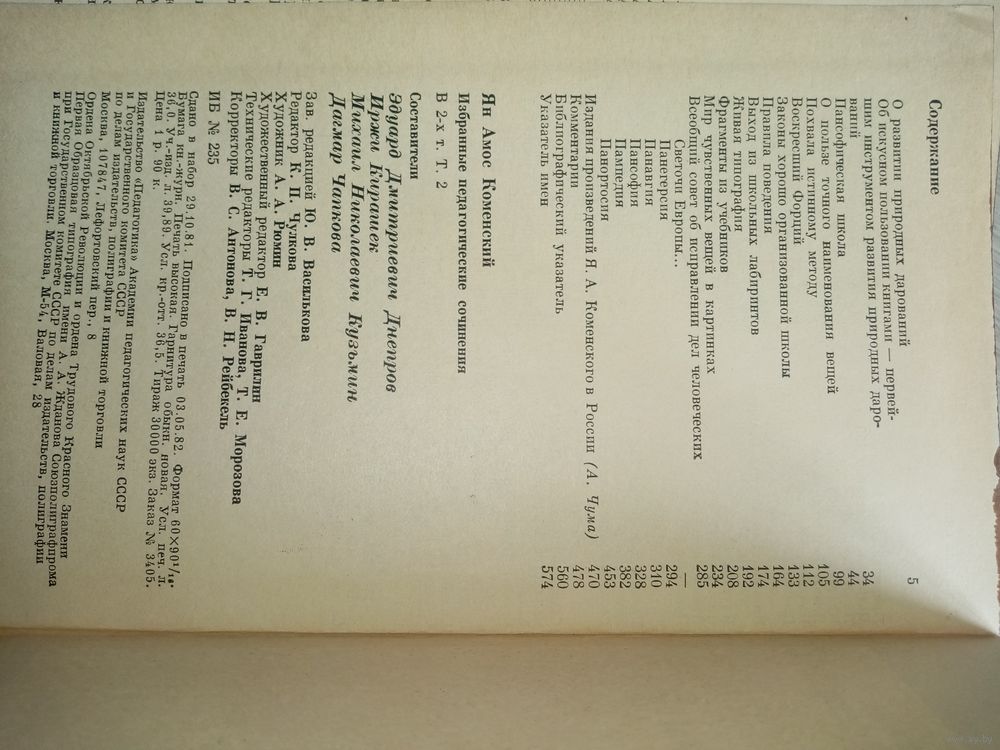 Содержание
О развитии природных дарований 5
Об искусном пользовании книгами — первей-
шим инструментом развития природных даро-
ваний 34
Пансофическая школа 44
О пользе точного наименования вещей 99
Похвала истинному методу 105
Воскресший Форций 112
Законы хорошо организованной школы 133
Правила поведения 164
Выход из школьных лабиринтов 174
Живая типография 192
Фрагменты из учебников 208
Мир чувственных вещей в картинках 234
Всеобщий совет об исправлении дел человеческих 285
Светочи Европы... —
Панегерсия 294
Панавгия 310
Пансофия 328
Пампедия 382
Панортосия 453
Издания произведений Я. А. Коменского в России (А. Чума) 470
Комментарии 478
Библиографический указатель 560
Указатель имен 574
Ян Амос Коменский
Избранные педагогические сочинения
В 2-х т. Т. 2
Составители
Эдуард Дмитриевич Днепров
Иржи Кирашек
Михаил Николаевич Кузьмин
Дагмар Чапкова
Зав. редакцией Ю. В. Василькова
Редактор К. П. Чулкова
Художник А. А. Рюмин
Художественный редактор Е. В. Гаврилин
Технические редакторы Т. Г. Иванова, Т. Е. Морозова
Корректоры В. С. Антонова, В. Н. Рейбекель
ИБ № 235
Сдано в набор 29.10.81. Подписано в печать 03.05.82. Формат 60×90¹/₁₆.
Бумага кн.-журн. Печать высокая. Гарнитура обыкн. новая. Усл. печ. л.
36,0. Уч.-изд. л. 39,89. Усл. кр.-отт. 36,5. Тираж 30000 экз. Заказ № 3405.
Цена 1 р. 90 к.
Издательство «Педагогика» Академии педагогических наук СССР
и Государственного комитета СССР
по делам издательств, полиграфии и книжной торговли
Москва, 107847, Лефортовский пер., 8
Ордена Октябрьской Революции и ордена Трудового Красного Знамени
Первая Образцовая типография имени А. А. Жданова Союзполиграфпрома
при Государственном комитете СССР по делам издательств, полиграфии
и книжной торговли. Москва, М-54, Валовая, 28